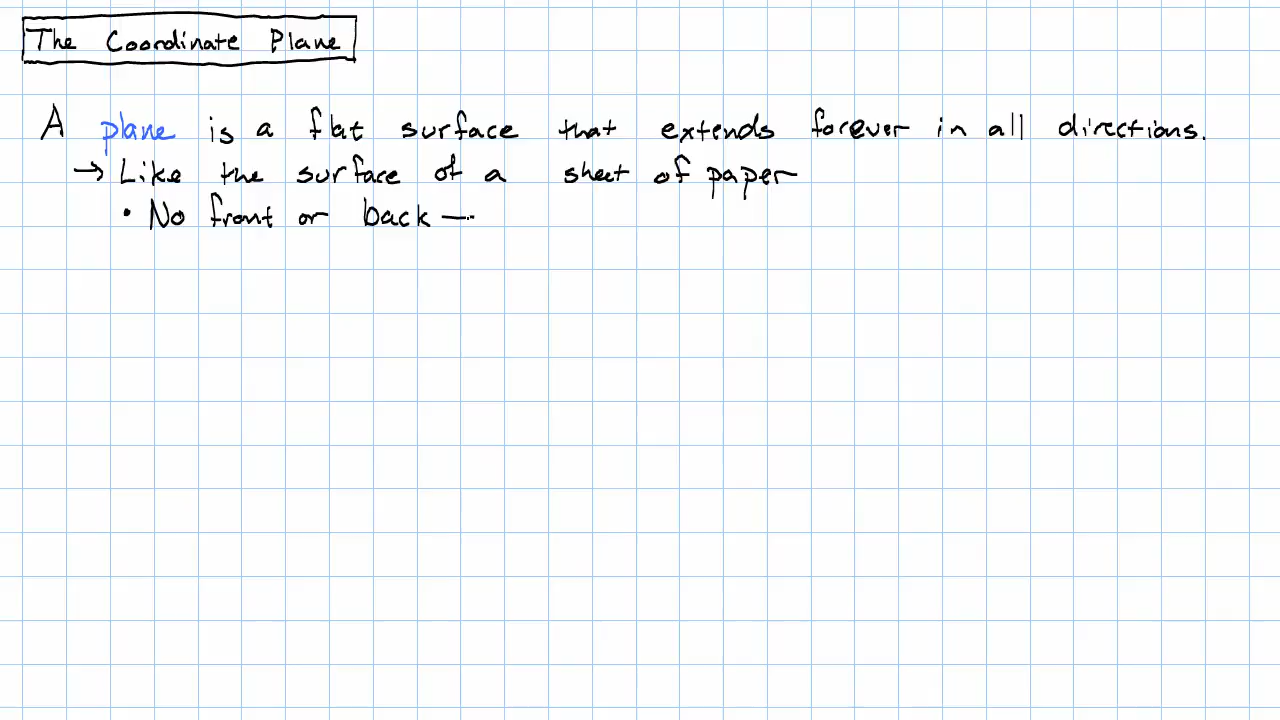 The Coordinate Plane
A plane is a flat surface that extends forever in all directions.
→ Like the surface of a sheet of paper
• No front or back —